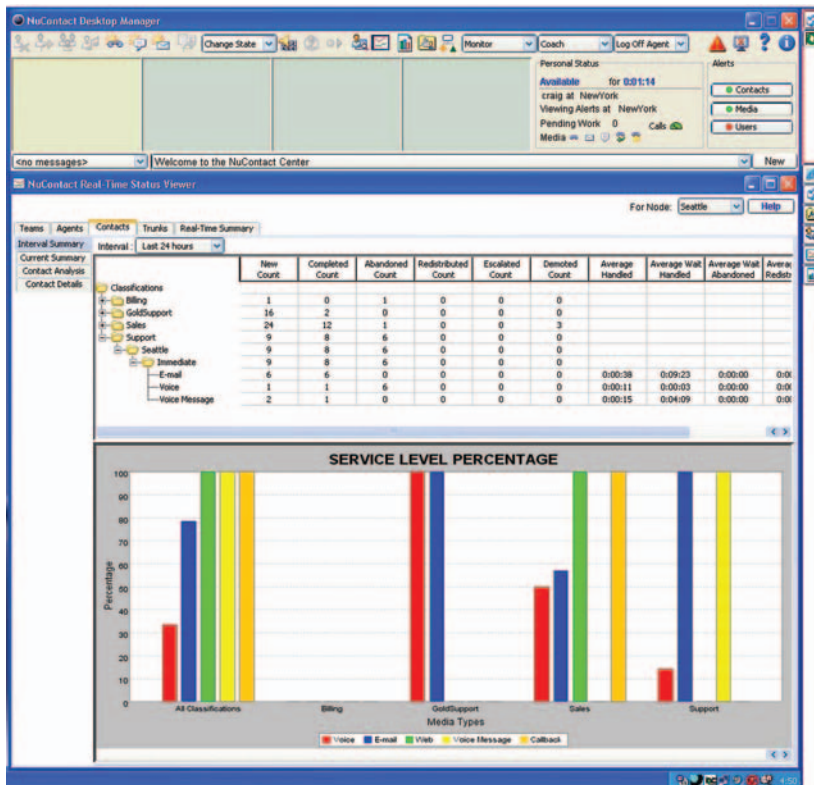 NuContact Desktop Manager
Change State Monitor Coach Log Off Agent
Personal Status Alerts
Available for 0:01:14
craig at NewYork
Viewing Alerts at NewYork
Pending Work 0 Calls
Media
Contacts
Media
Users
<no messages> Welcome to the NuContact Center New
NuContact Real-Time Status Viewer
For Node: Seattle Help
Teams Agents Contacts Trunks Real-Time Summary
Interval Summary Interval : Last 24 hours
Current Summary
Contact Analysis
Contact Details
New Count Completed Count Abandoned Count Redistributed Count Escalated Count Demoted Count Average Handled Average Wait Handled Average Wait Abandoned Averag Redistr
Classifications
Billing 1 0 1 0 0 0
GoldSupport 16 2 0 0 0 0
Sales 24 12 1 0 0 3
Support 9 8 6 0 0 0
Seattle 9 8 6 0 0 0
Immediate 9 8 6 0 0 0
E-mail 6 6 0 0 0 0 0:00:38 0:09:23 0:00:00 0:00
Voice 1 1 6 0 0 0 0:00:11 0:00:03 0:00:00 0:00
Voice Message 2 1 0 0 0 0 0:00:15 0:04:09 0:00:00 0:00
SERVICE LEVEL PERCENTAGE
Percentage
100
90
80
70
60
50
40
30
20
10
0
All Classifications Billing GoldSupport Sales Support
Media Types
Voice E-mail Web Voice Message Callback
4:50